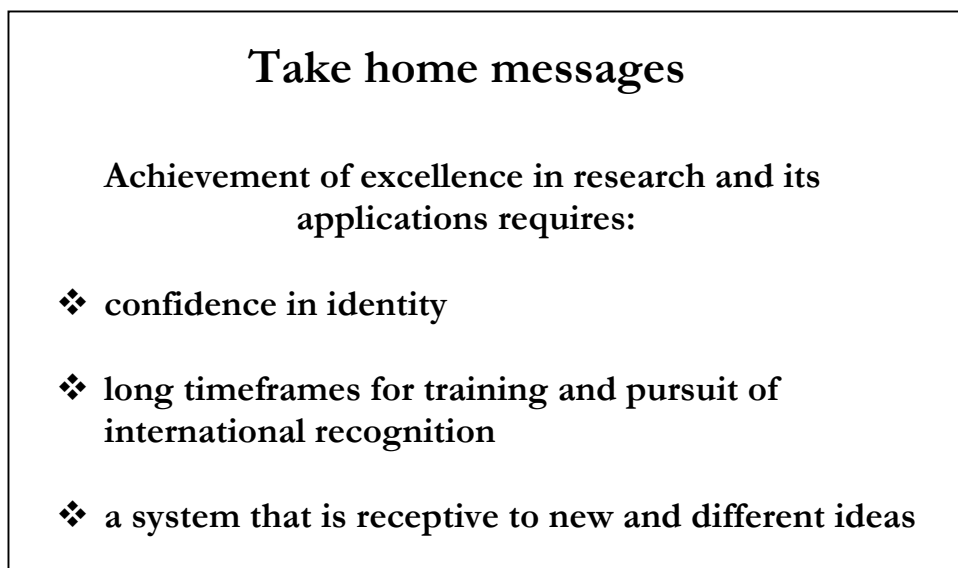 Take home messages
Achievement of excellence in research and its
applications requires:
❖ confidence in identity
❖ long timeframes for training and pursuit of
international recognition
❖ a system that is receptive to new and different ideas